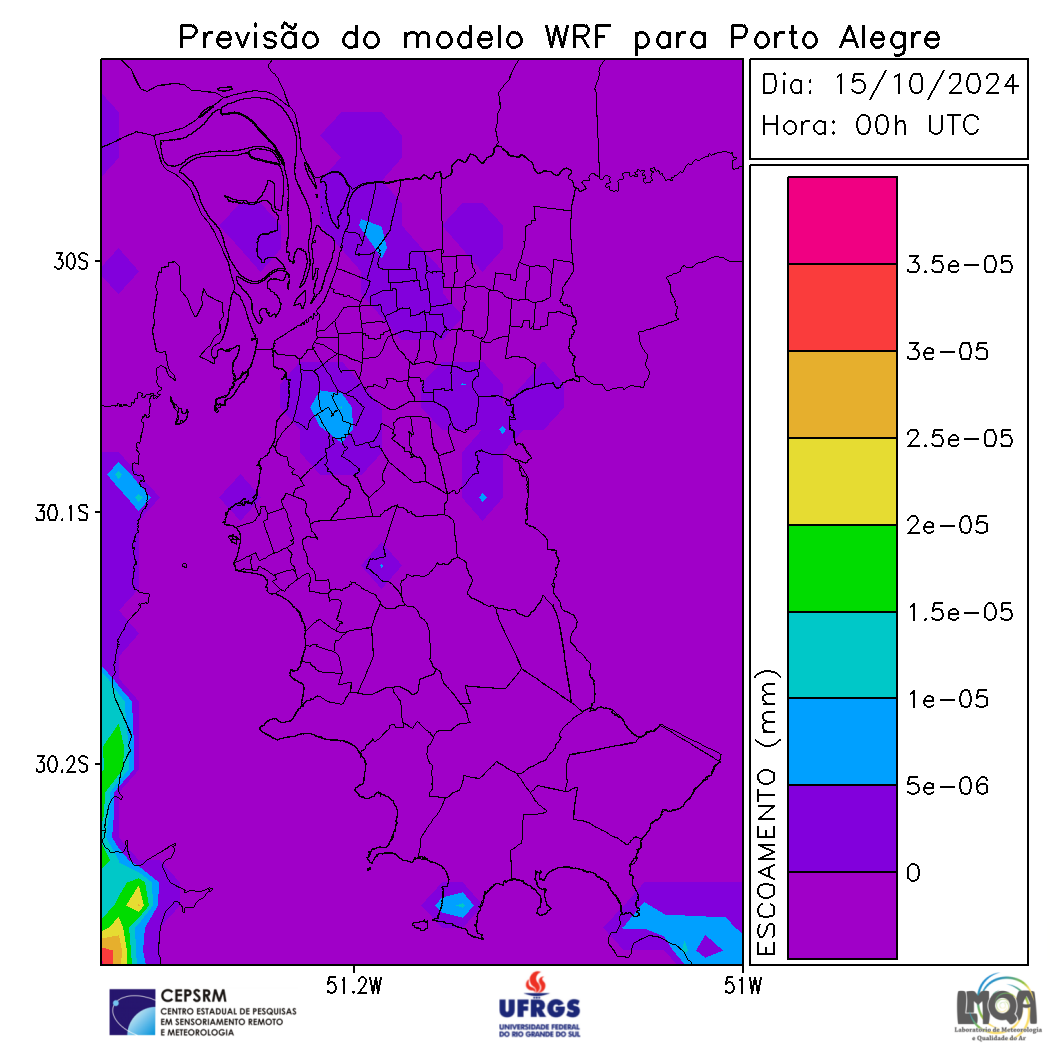 Previsão do modelo WRF para Porto Alegre
Dia: 15/10/2024
Hora: 00h UTC
3.5e-05
3e-05
2.5e-05
2e-05
1.5e-05
1e-05
5e-06
0
ESCOAMENTO (mm)
30S
30.1S
30.2S
51.2W
51W
CEPSRM
CENTRO ESTADUAL DE PESQUISAS
EM SENSORIAMENTO REMOTO
E METEOROLOGIA
UFRGS
UNIVERSIDADE FEDERAL
DO RIO GRANDE DO SUL
LMQA
Laboratório de Meteorologia
e Qualidade do Ar